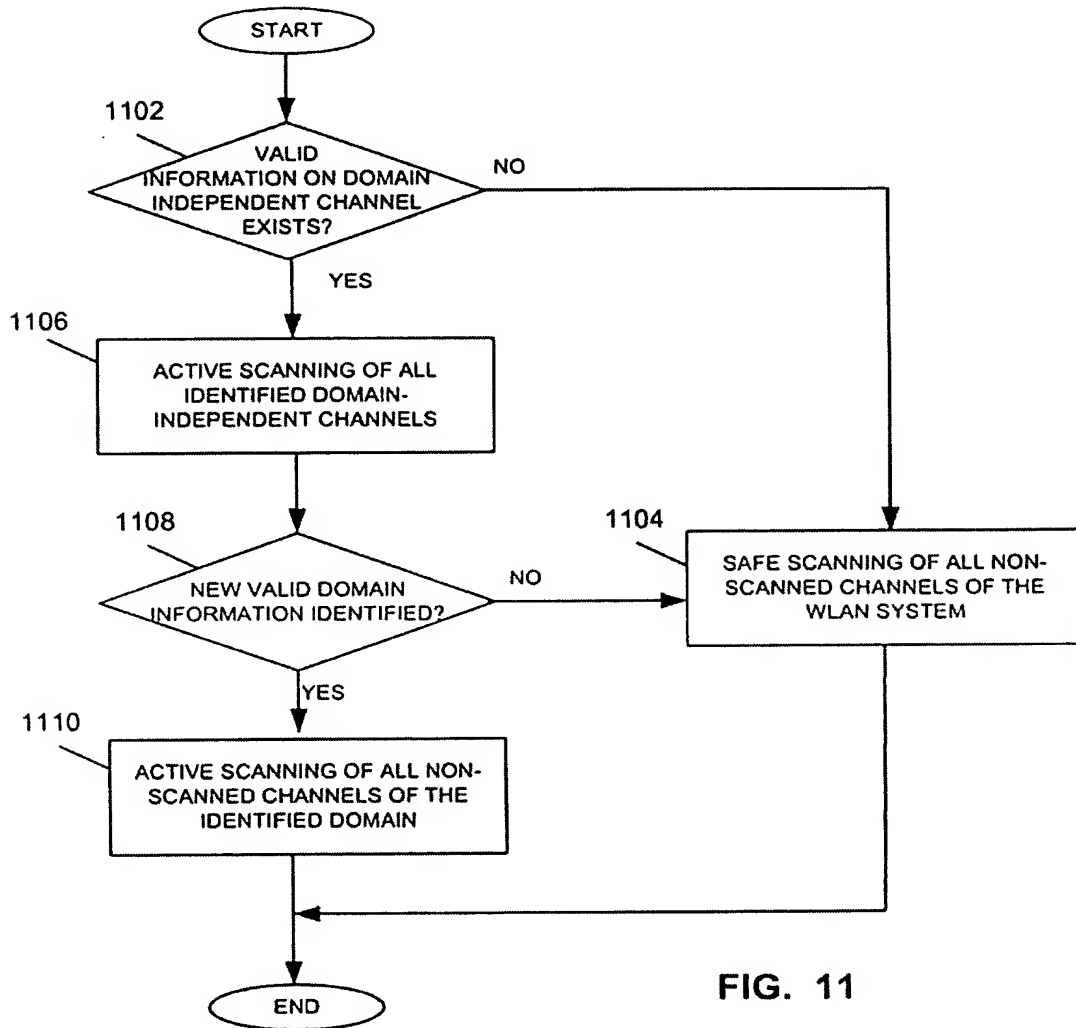 START
1102
VALID
INFORMATION ON DOMAIN
INDEPENDENT CHANNEL
EXISTS?
NO
YES
1106
ACTIVE SCANNING OF ALL
IDENTIFIED DOMAIN-
INDEPENDENT CHANNELS
1108
NEW VALID DOMAIN
INFORMATION IDENTIFIED?
NO
1104
SAFE SCANNING OF ALL NON-
SCANNED CHANNELS OF THE
WLAN SYSTEM
YES
1110
ACTIVE SCANNING OF ALL NON-
SCANNED CHANNELS OF THE
IDENTIFIED DOMAIN
END
FIG. 11